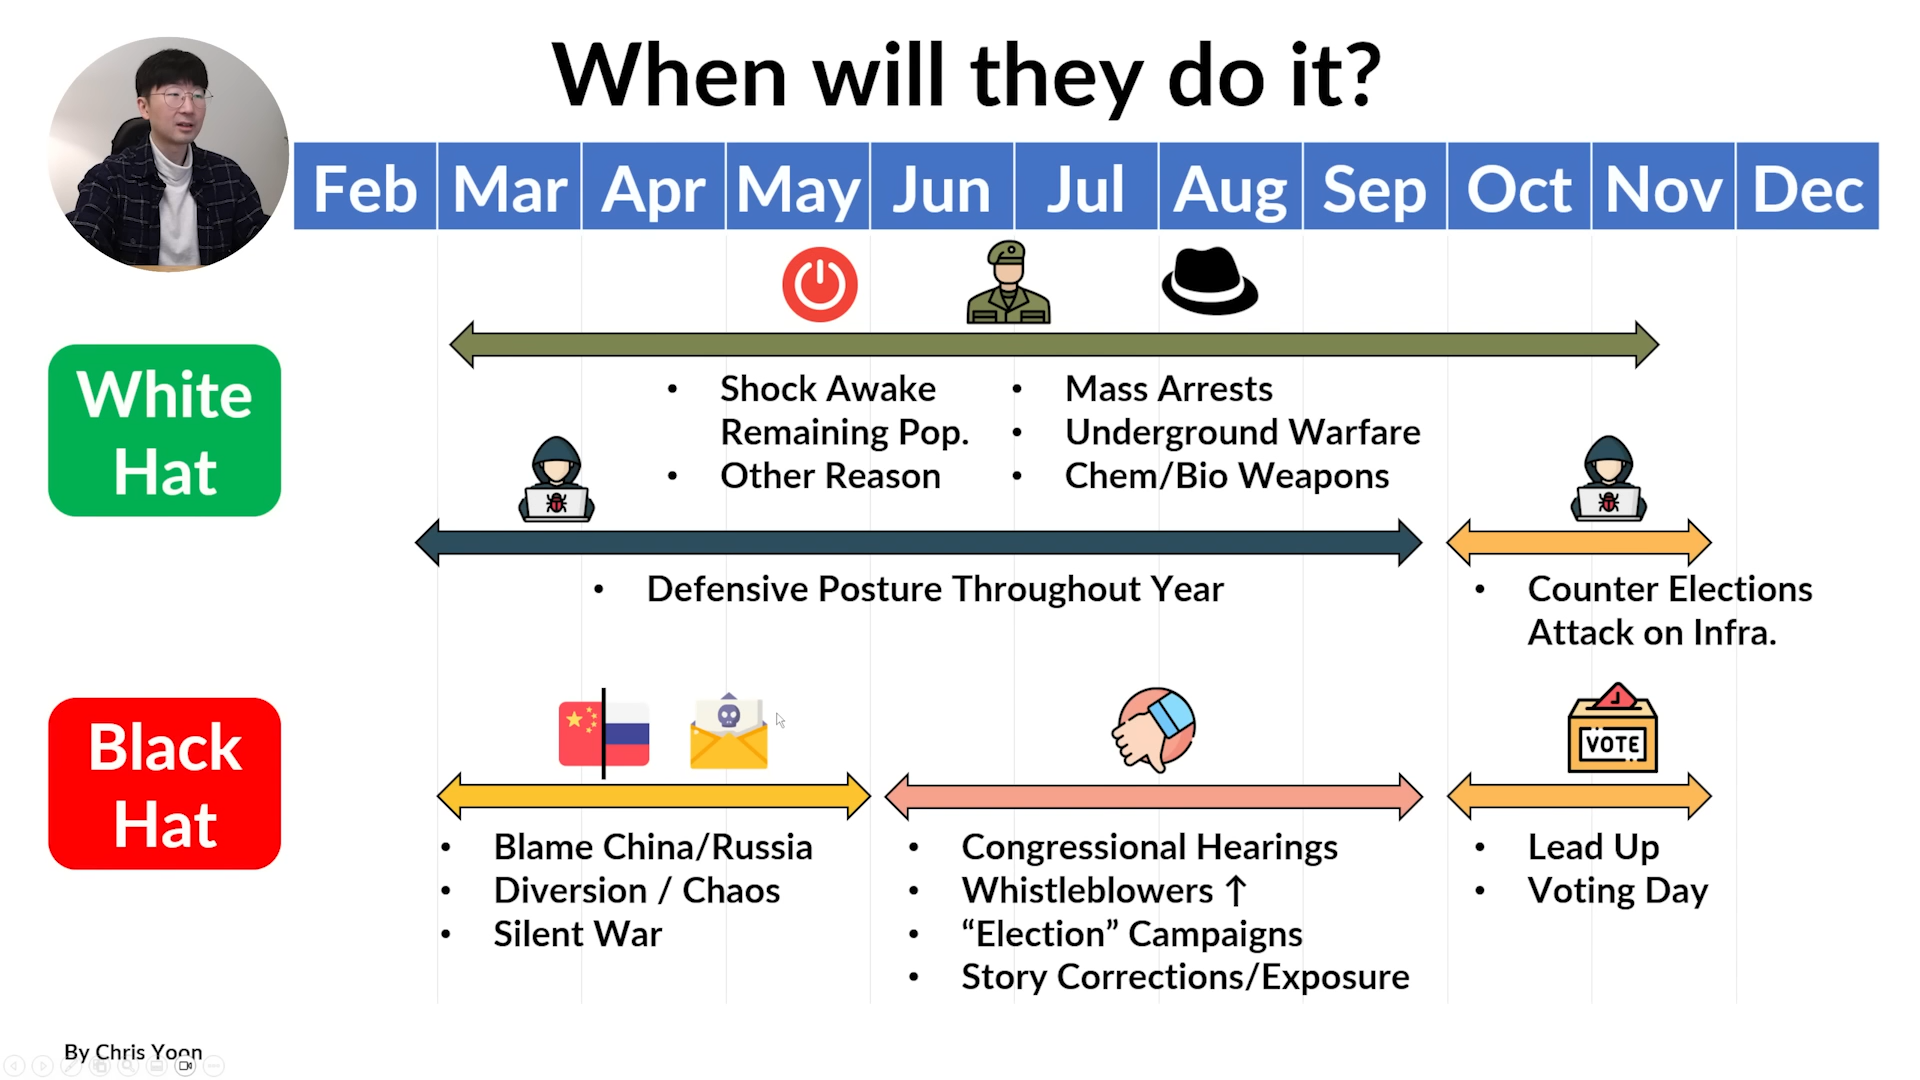 When will they do it?
Feb Mar Apr May Jun Jul Aug Sep Oct Nov Dec
White
Hat
• Shock Awake
Remaining Pop.
• Other Reason
• Mass Arrests
• Underground Warfare
• Chem/Bio Weapons
• Defensive Posture Throughout Year
• Counter Elections
Attack on Infra.
Black
Hat
VOTE
• Blame China/Russia
• Diversion / Chaos
• Silent War
• Congressional Hearings
• Whistleblowers ↑
• “Election” Campaigns
• Story Corrections/Exposure
• Lead Up
• Voting Day
By Chris Yoon